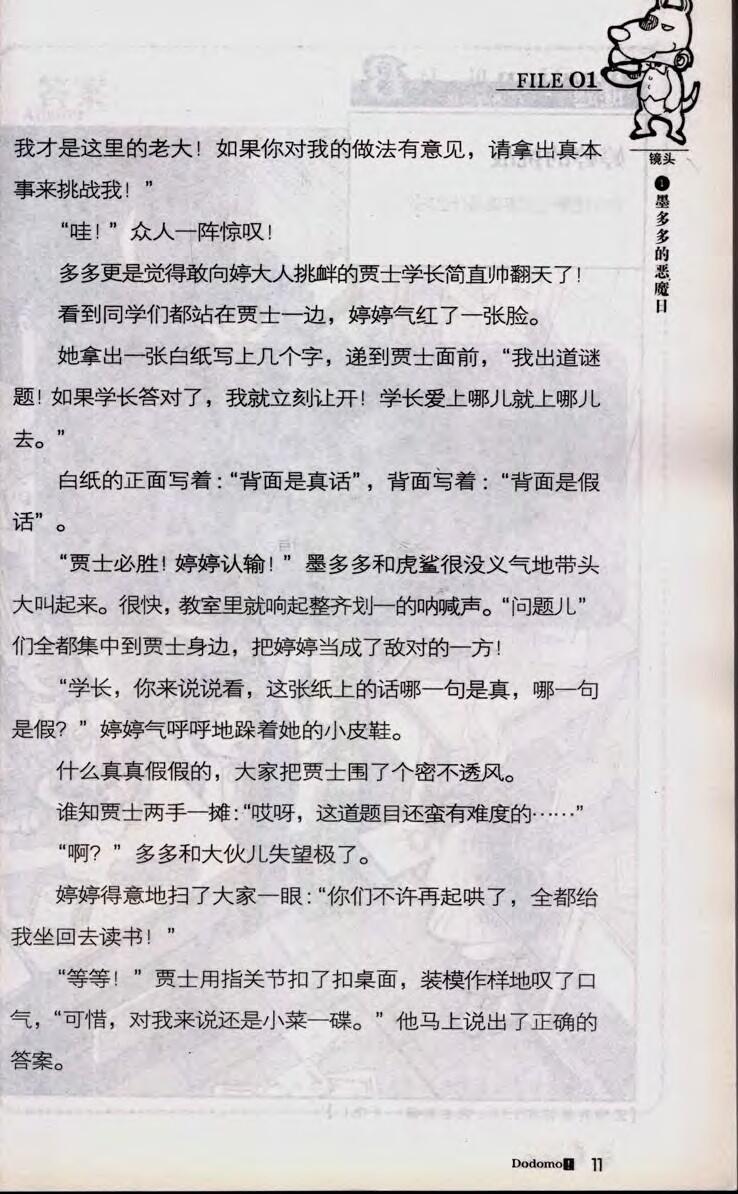 FILE 01
镜头
1
墨多多的恶魔日
我才是这里的老大！如果你对我的做法有意见，请拿出真本
事来挑战我！”
“哇！”众人一阵惊叹！
多多更是觉得敢向婷大人挑衅的贾士学长简直帅翻天了！
看到同学们都站在贾士一边，婷婷气红了一张脸。
她拿出一张白纸写上几个字，递到贾士面前，“我出道谜
题！如果学长答对了，我就立刻让开！学长爱上哪儿就上哪儿
去。”
白纸的正面写着：“背面是真话”，背面写着：“背面是假
话”。
“贾士必胜！婷婷认输！”墨多多和虎鲨很没义气地带头
大叫起来。很快，教室里就响起整齐划一的呐喊声。“问题儿”
们全都集中到贾士身边，把婷婷当成了敌对的一方！
“学长，你来说说看，这张纸上的话哪一句是真，哪一句
是假？”婷婷气呼呼地跺着她的小皮鞋。
什么真真假假的，大家把贾士围了个密不透风。
谁知贾士两手一摊：“哎呀，这道题目还蛮有难度的……”
“啊？”多多和大伙儿失望极了。
婷婷得意地扫了大家一眼：“你们不许再起哄了，全都给
我坐回去读书！”
“等等！”贾士用指关节扣了扣桌面，装模作样地叹了口
气，“可惜，对我来说还是小菜一碟。”他马上说出了正确的
答案。
Dodomo! 11